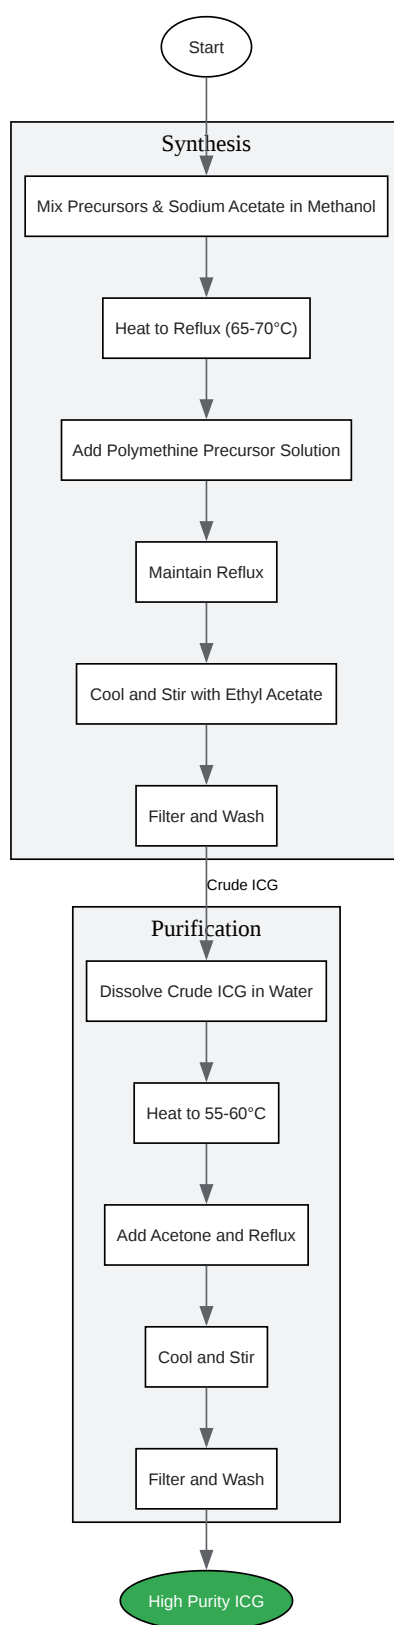 Start
Synthesis
Mix Precursors & Sodium Acetate in Methanol
Heat to Reflux (65-70°C)
Add Polymethine Precursor Solution
Maintain Reflux
Cool and Stir with Ethyl Acetate
Filter and Wash
Crude ICG
Purification
Dissolve Crude ICG in Water
Heat to 55-60°C
Add Acetone and Reflux
Cool and Stir
Filter and Wash
High Purity ICG